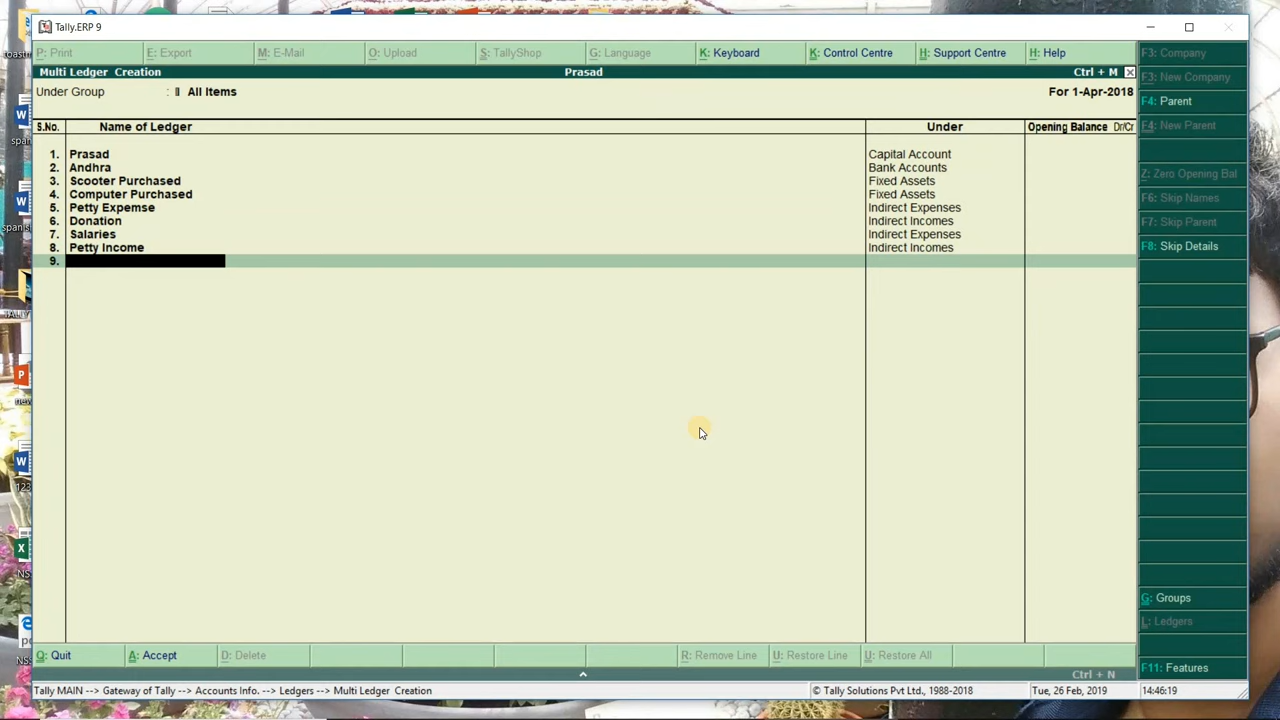 Tally.ERP 9
P: Print E: Export M: E-Mail O: Upload S: TallyShop G: Language K: Keyboard K: Control Centre H: Support Centre H: Help
F3: Company
Multi Ledger Creation Prasad Ctrl + M
F3: New Company
Under Group : All Items For 1-Apr-2018
F4: Parent
S.No. Name of Ledger Under Opening Balance Dr/Cr
F4: New Parent
1. Prasad Capital Account
2. Andhra Bank Accounts
Z: Zero Opening Bal
3. Scooter Purchased Fixed Assets
4. Computer Purchased Fixed Assets
F6: Skip Names
5. Petty Expemse Indirect Expenses
6. Donation Indirect Incomes
F7: Skip Parent
7. Salaries Indirect Expenses
8. Petty Income Indirect Incomes
F8: Skip Details
9.
G: Groups
L: Ledgers
Q: Quit A: Accept D: Delete R: Remove Line U: Restore Line U: Restore All
F11: Features
Ctrl + N
Tally MAIN --> Gateway of Tally --> Accounts Info. --> Ledgers --> Multi Ledger Creation © Tally Solutions Pvt Ltd., 1988-2018 Tue, 26 Feb, 2019 14:46:19